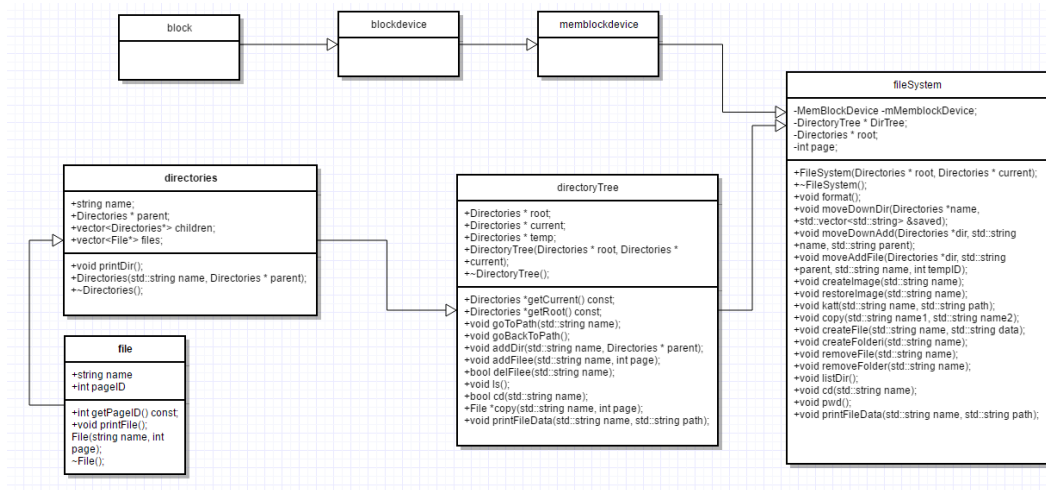 block
blockdevice
memblockdevice
fileSystem
-MemBlockDevice -mMemblockDevice;
-DirectoryTree * DirTree;
-Directories * root;
-int page;
+FileSystem(Directories * root, Directories * current);
+~FileSystem();
+void format();
+void moveDownDir(Directories *name,
+std::vector<std::string> &saved);
+void moveDownAdd(Directories *dir, std::string
+name, std::string parent);
+void moveAddFile(Directories *dir, std::string
+parent, std::string name, int tempID);
+void createImage(std::string name);
+void restoreImage(std::string name);
+void katt(std::string name, std::string path);
+void copy(std::string name1, std::string name2);
+void createFile(std::string name, std::string data);
+void createFolderi(std::string name);
+void removeFile(std::string name);
+void removeFolder(std::string name);
+void listDir();
+void cd(std::string name);
+void pwd();
+void printFileData(std::string name, std::string path);
directories
+string name;
+Directories * parent;
+vector<Directories*> children;
+vector<File*> files;
+void printDir();
+Directories(std::string name, Directories * parent);
+~Directories();
directoryTree
+Directories * root;
+Directories * current;
+Directories * temp;
+DirectoryTree(Directories * root, Directories *
+current);
+~DirectoryTree();
+Directories *getCurrent() const;
+Directories *getRoot() const;
+void goToPath(std::string name);
+void goBackToPath();
+void addDir(std::string name, Directories * parent);
+void addFilee(std::string name, int page);
+bool delFilee(std::string name);
+void ls();
+bool cd(std::string name);
+File *copy(std::string name, int page);
+void printFileData(std::string name, std::string path);
file
+string name
+int pageID
+int getPageID() const;
+void printFile();
File(string name, int
page);
~File();